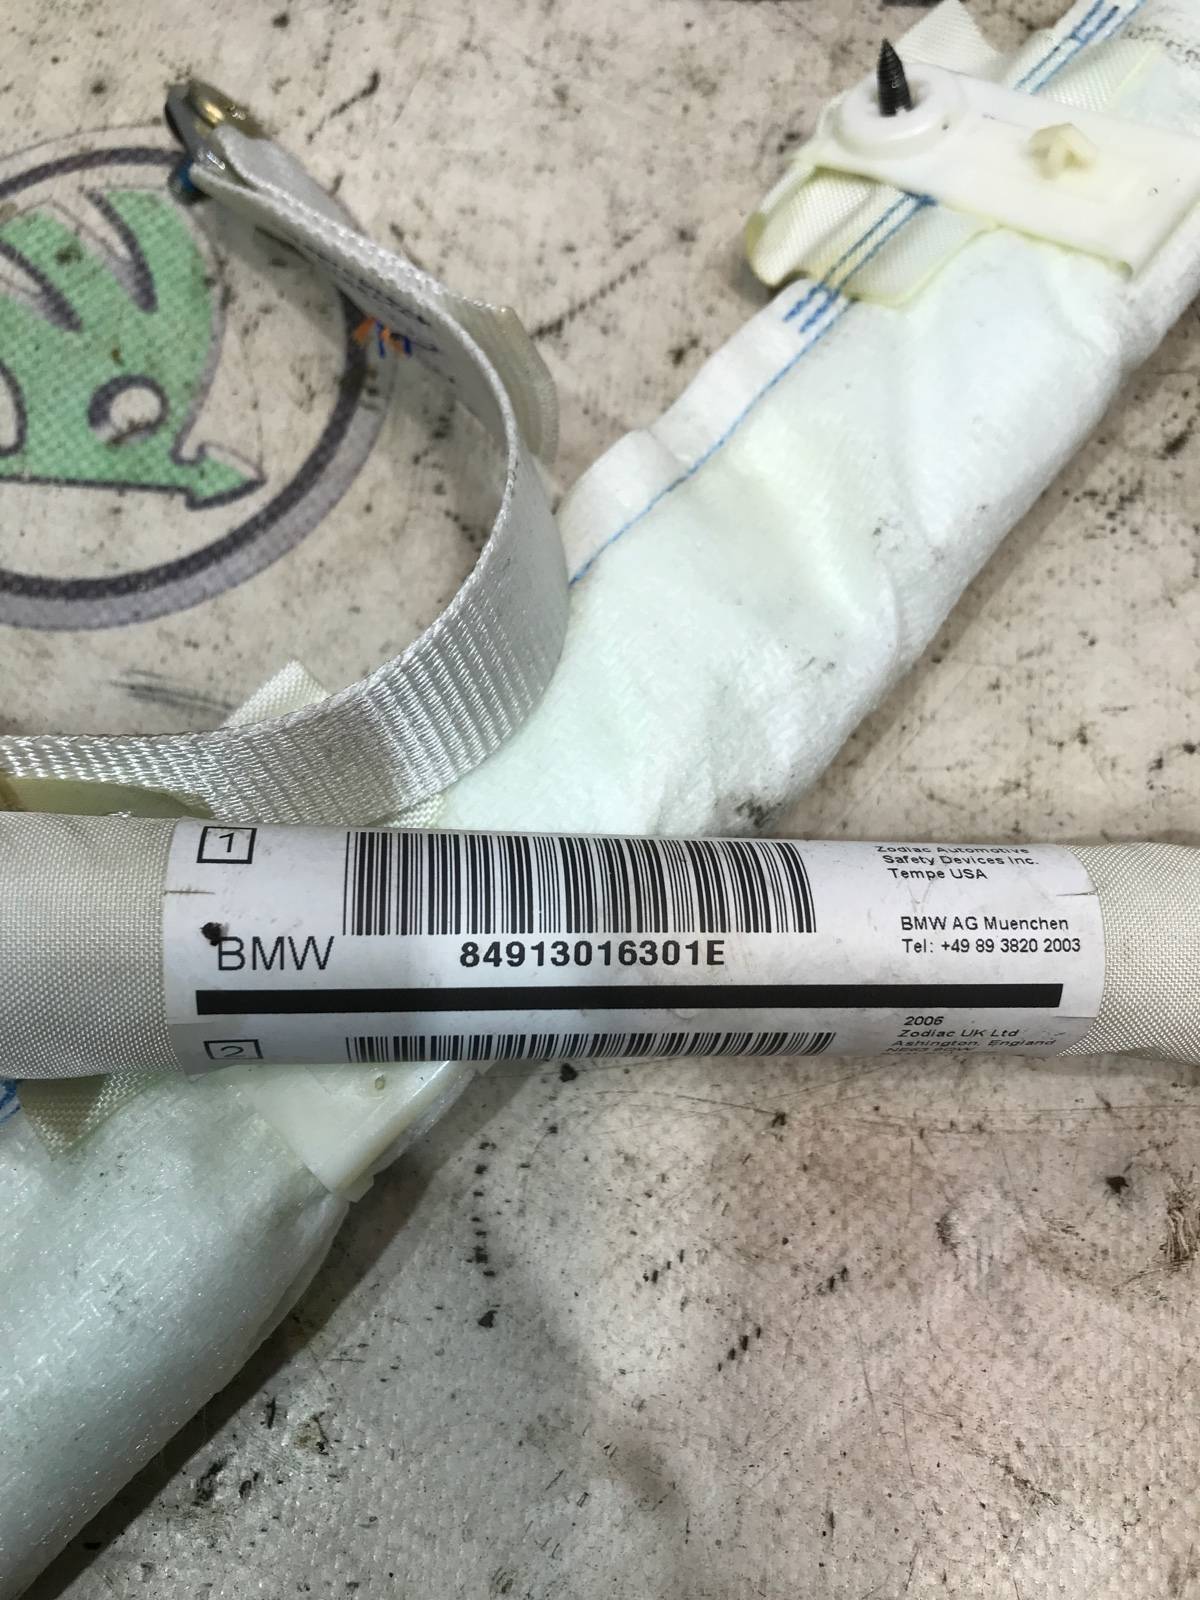 1
BMW
84913016301E
Zodiac Automotive
Safety Devices Inc.
Tempe USA
BMW AG Muenchen
Tel: +49 89 3820 2003
2
2006
Zodiac UK Ltd
Ashington, England